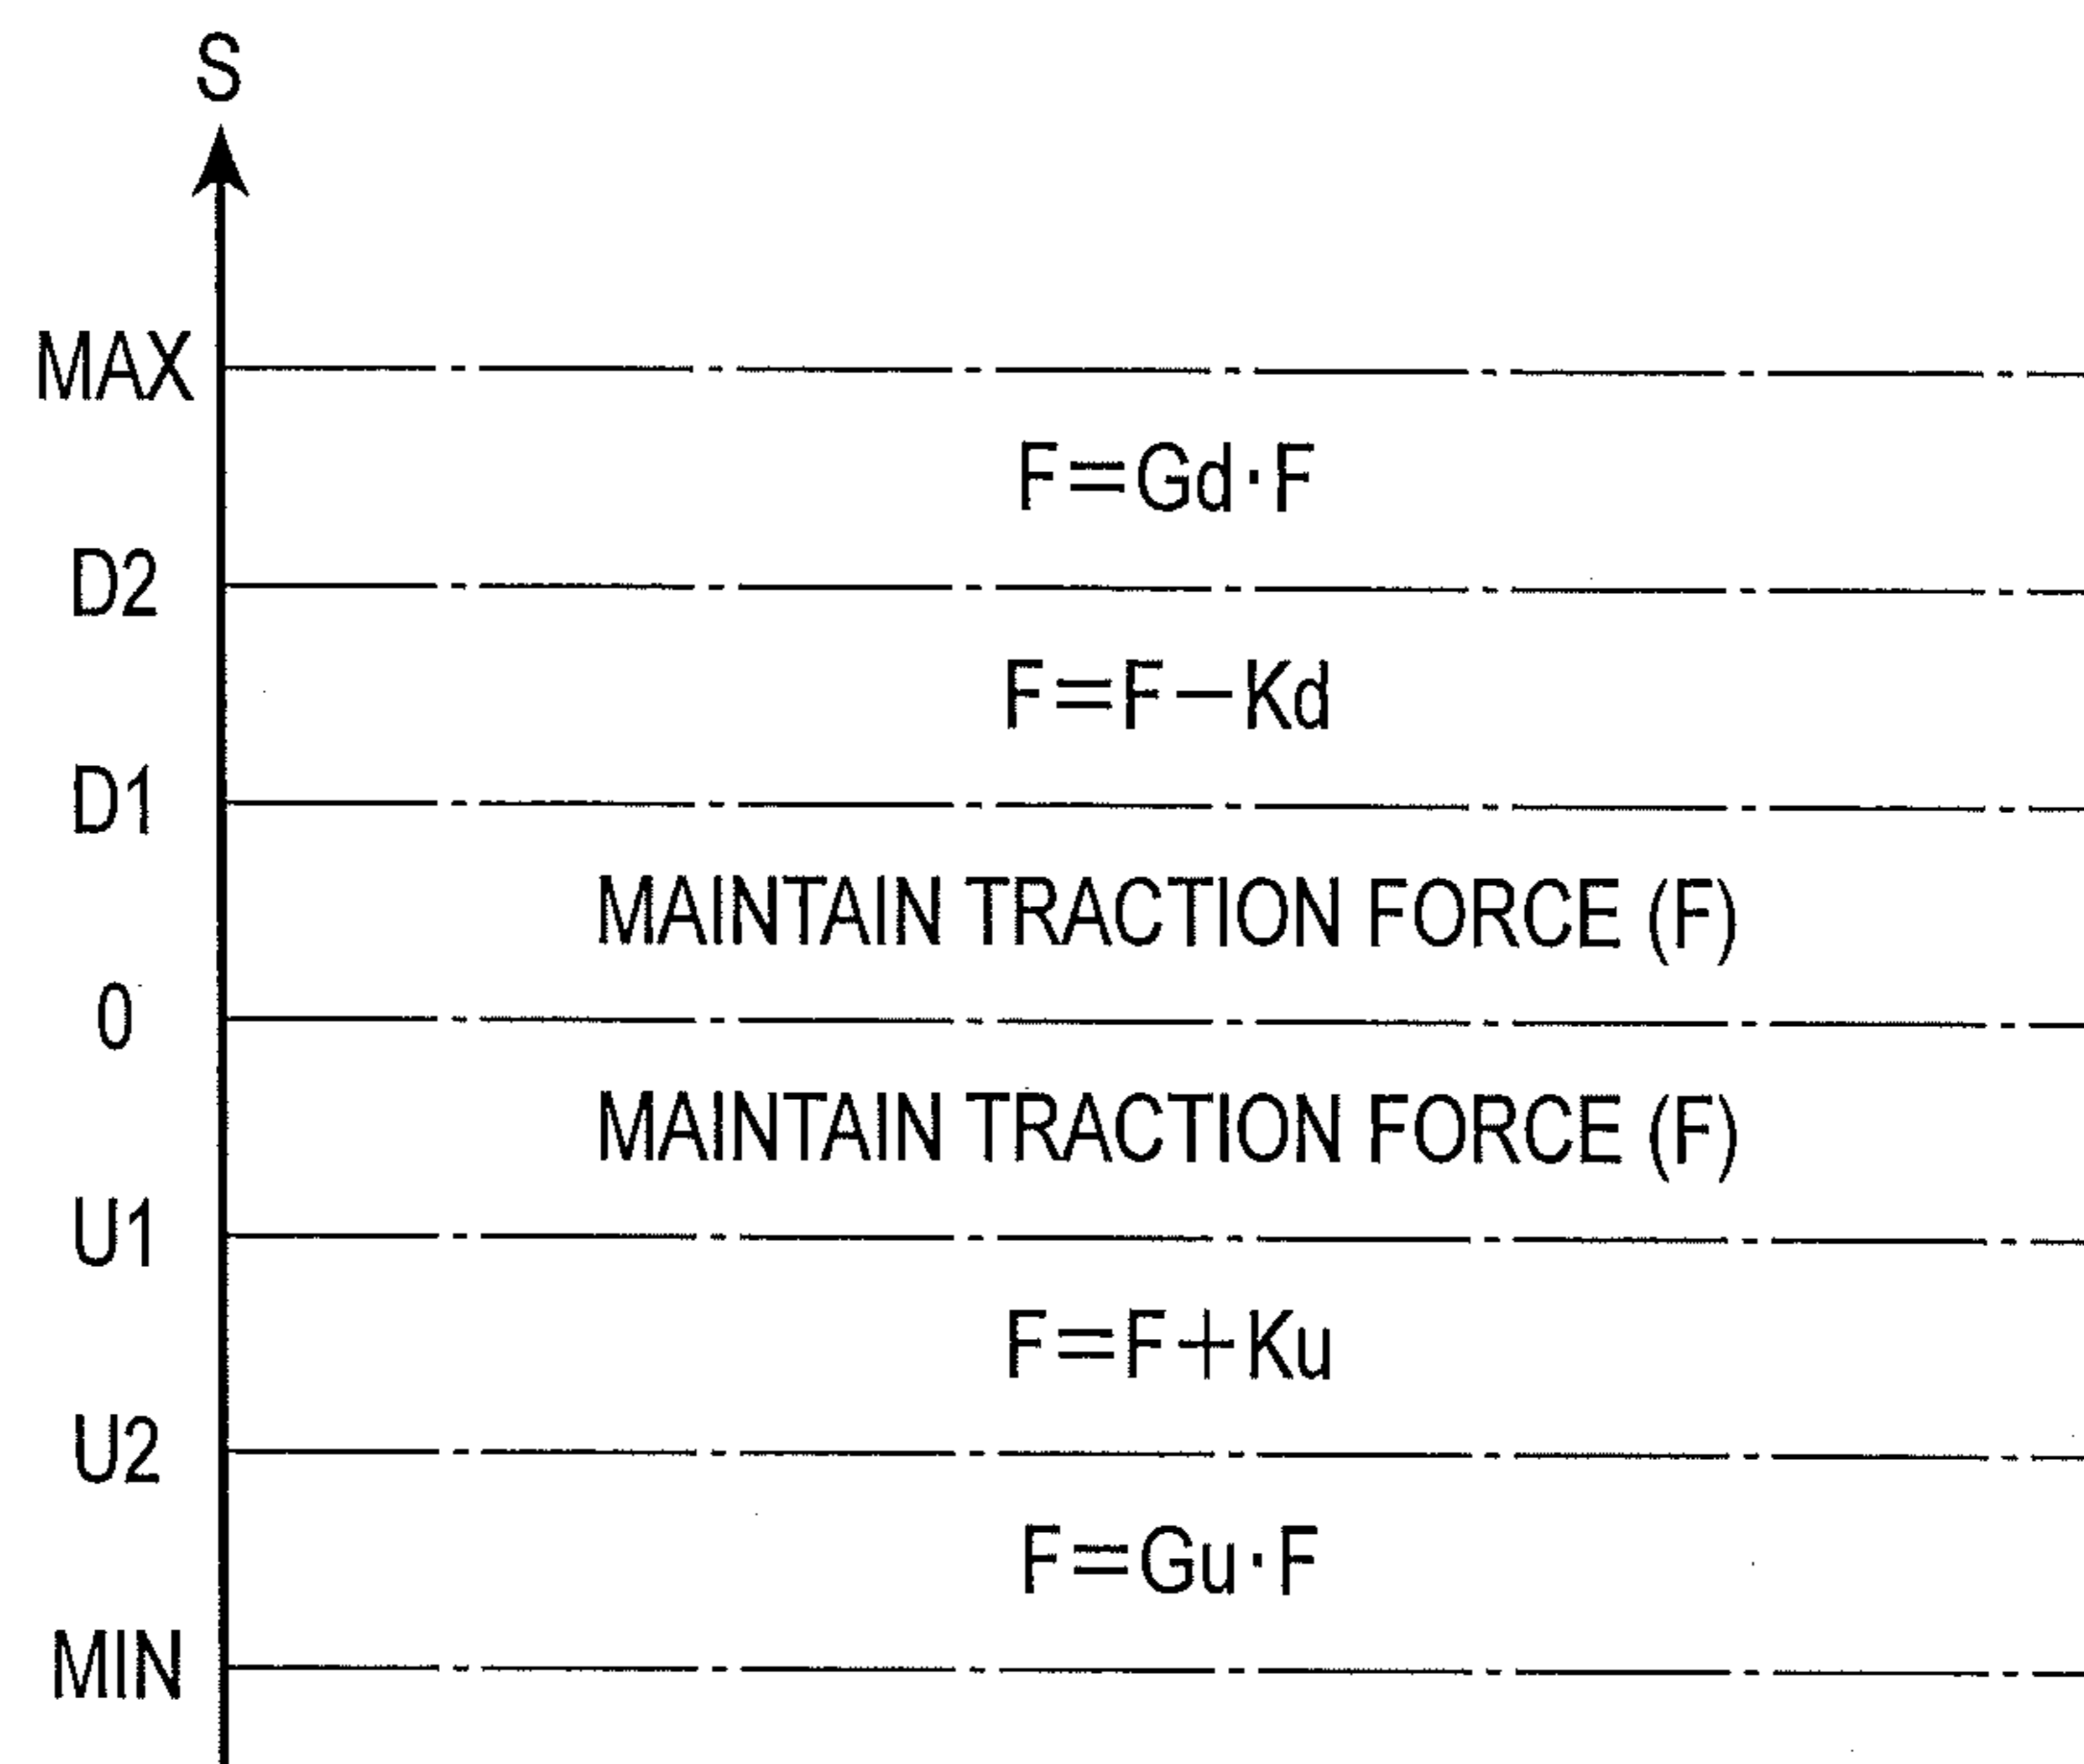 S
MAX
F=Gd·F
D2
F=F−Kd
D1
MAINTAIN TRACTION FORCE (F)
0
MAINTAIN TRACTION FORCE (F)
U1
F=F+Ku
U2
F=Gu·F
MIN